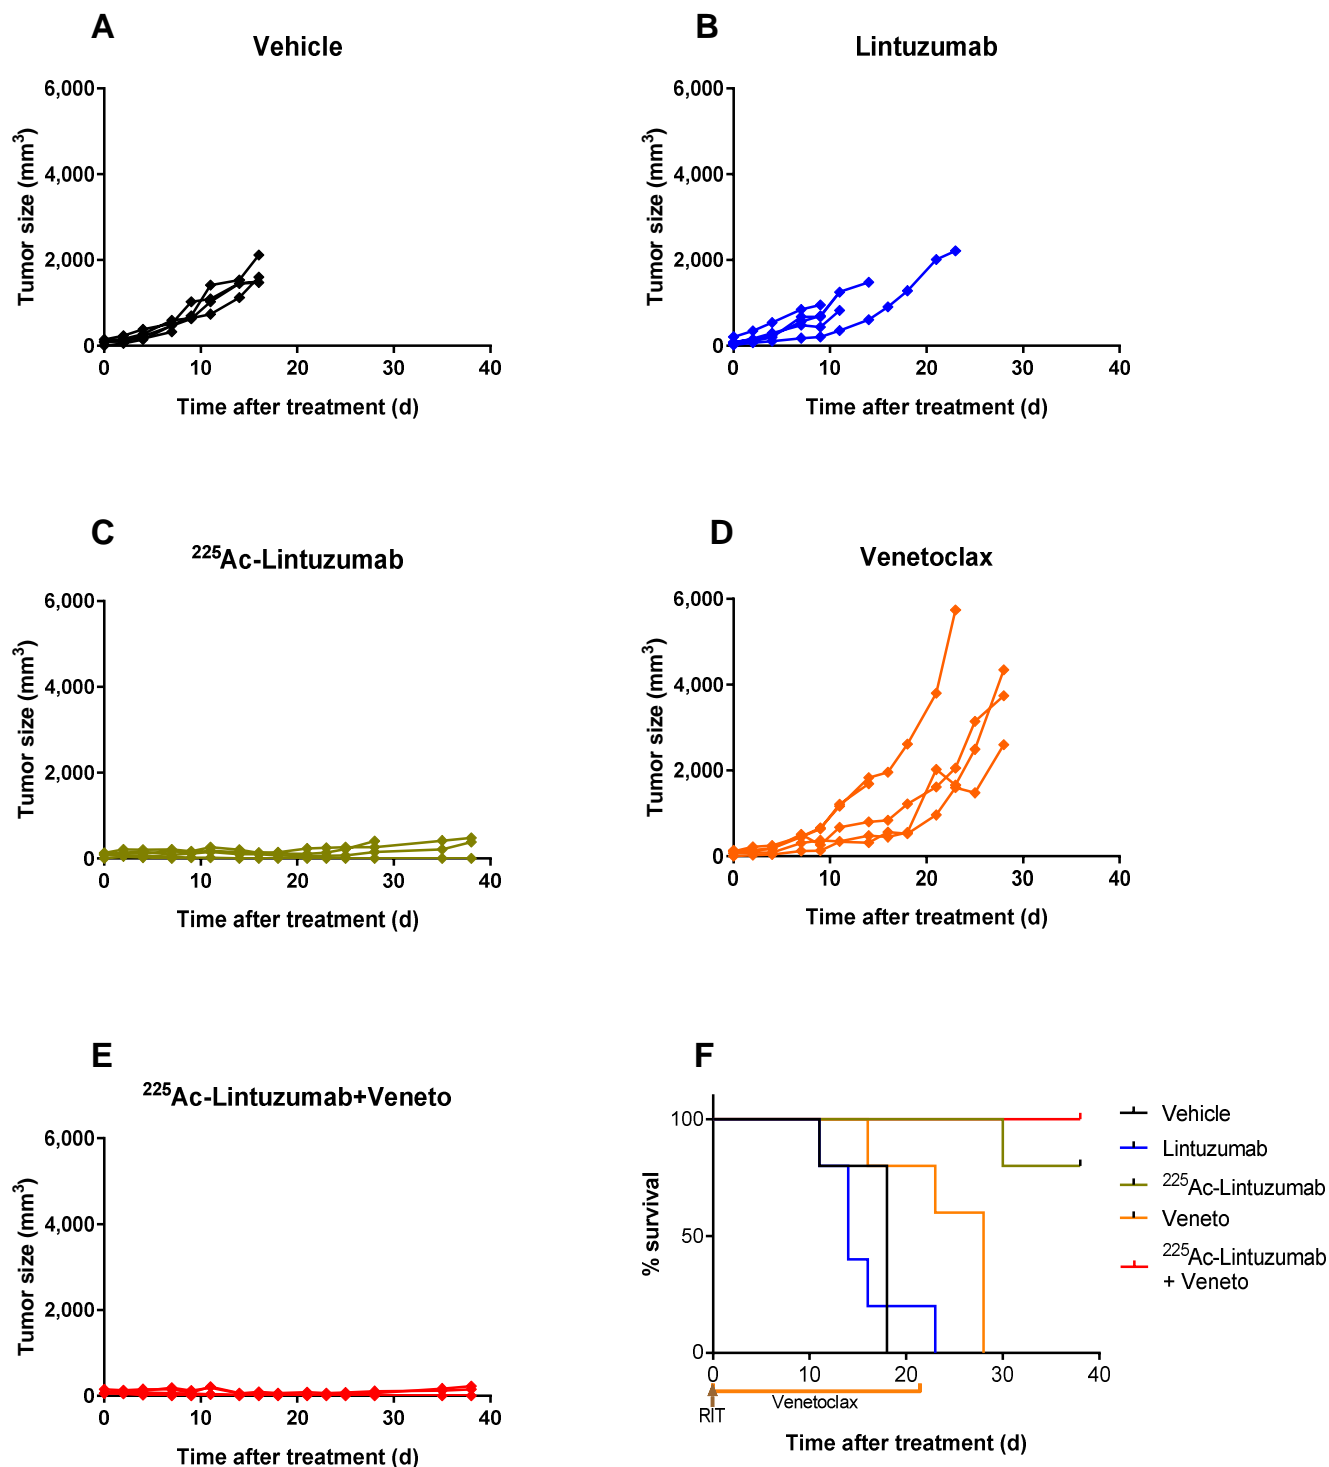 A
Vehicle
6,000
4,000
2,000
0
0 10 20 30 40
Tumor size (mm³)
Time after treatment (d)
B
Lintuzumab
6,000
4,000
2,000
0
0 10 20 30 40
Tumor size (mm³)
Time after treatment (d)
C
²²⁵Ac-Lintuzumab
6,000
4,000
2,000
0
0 10 20 30 40
Tumor size (mm³)
Time after treatment (d)
D
Venetoclax
6,000
4,000
2,000
0
0 10 20 30 40
Tumor size (mm³)
Time after treatment (d)
E
²²⁵Ac-Lintuzumab+Veneto
6,000
4,000
2,000
0
0 10 20 30 40
Tumor size (mm³)
Time after treatment (d)
F
100
50
0
0 10 20 30 40
% survival
RIT
Venetoclax
Time after treatment (d)
Vehicle
Lintuzumab
²²⁵Ac-Lintuzumab
Veneto
²²⁵Ac-Lintuzumab
+ Veneto